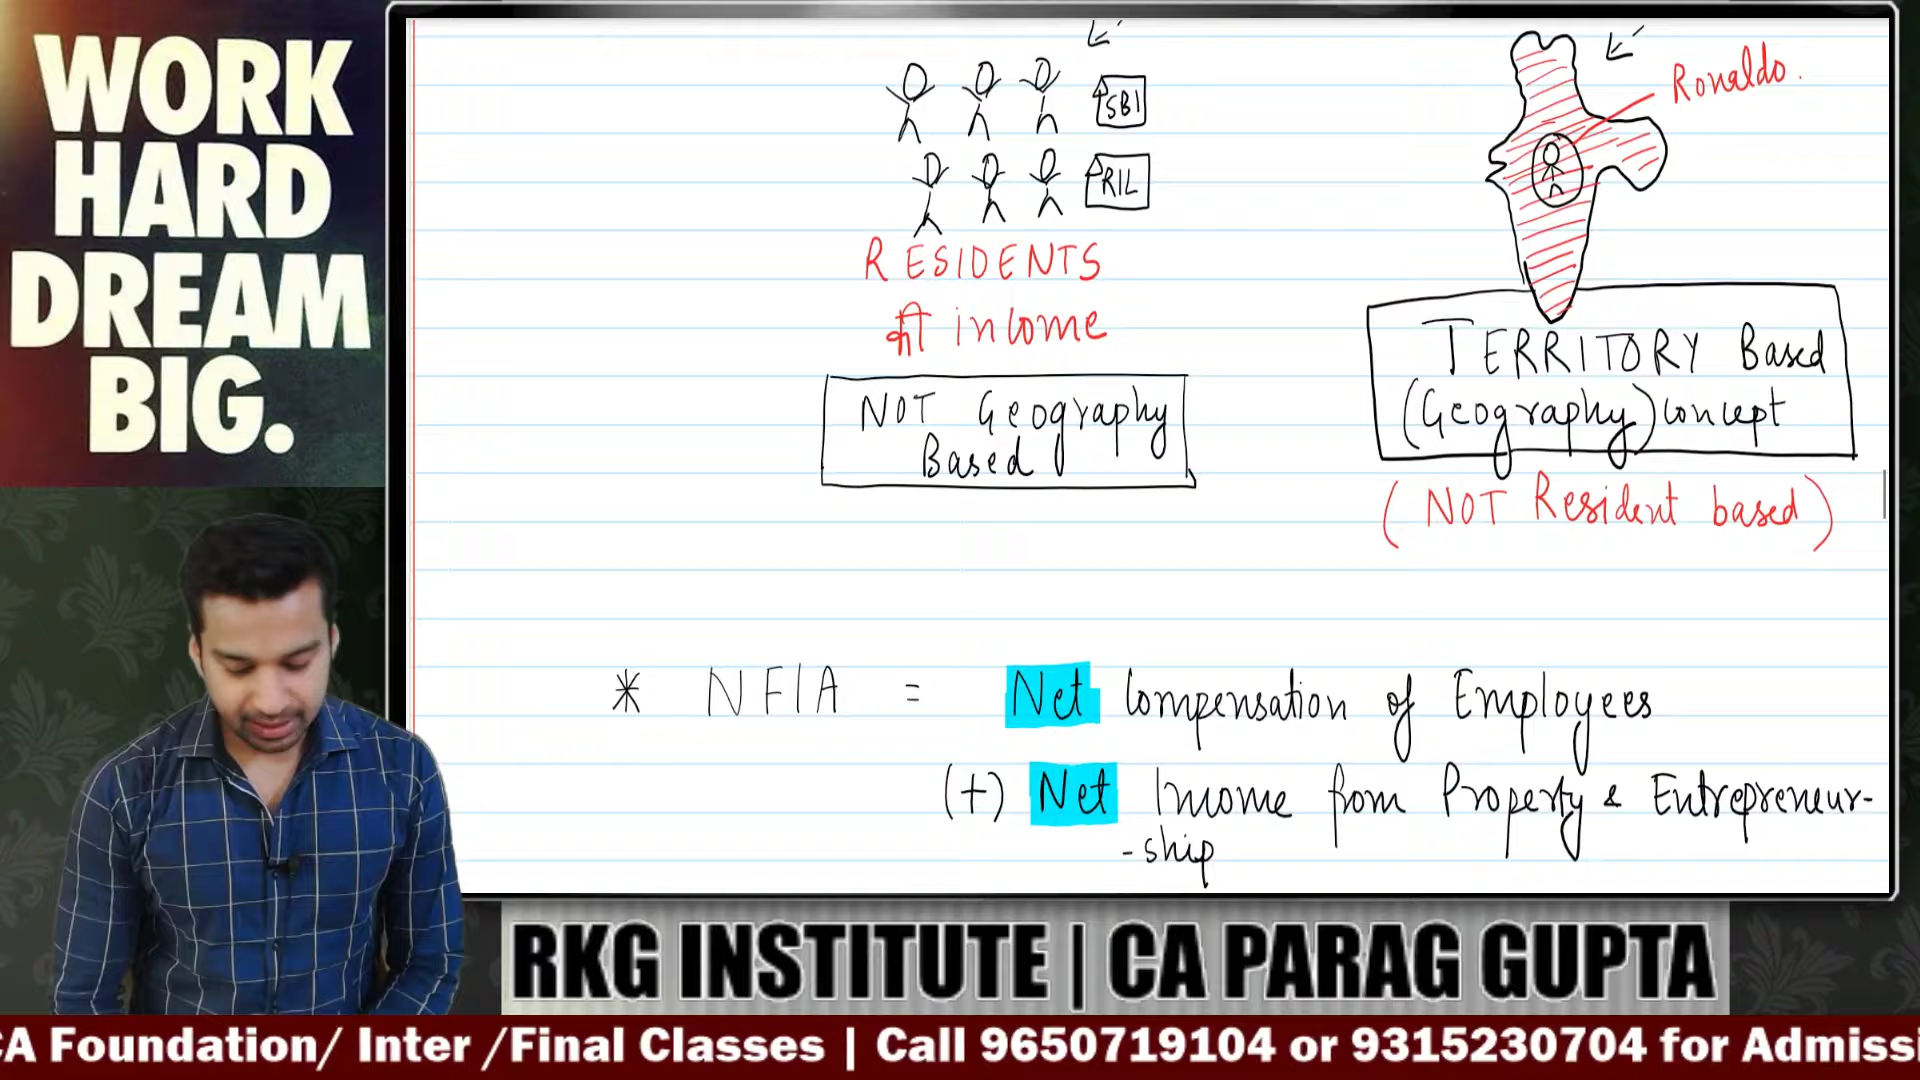 WORK
HARD
DREAM
BIG.
SBI
RIL
RESIDENTS
की income
NOT Geography
Based
Ronaldo.
TERRITORY Based
(Geography) concept
(NOT Resident based)
* NFIA = Net Compensation of Employees
(+) Net Income from Property & Entrepreneur-
-ship
RKG INSTITUTE | CA PARAG GUPTA
CA Foundation/ Inter /Final Classes | Call 9650719104 or 9315230704 for Admissi